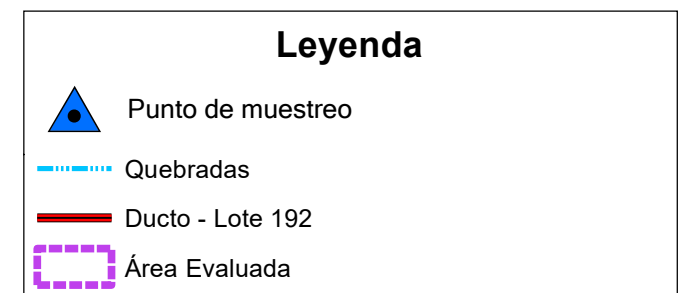 Leyenda
Punto de muestreo
Quebradas
Ducto - Lote 192
Área Evaluada